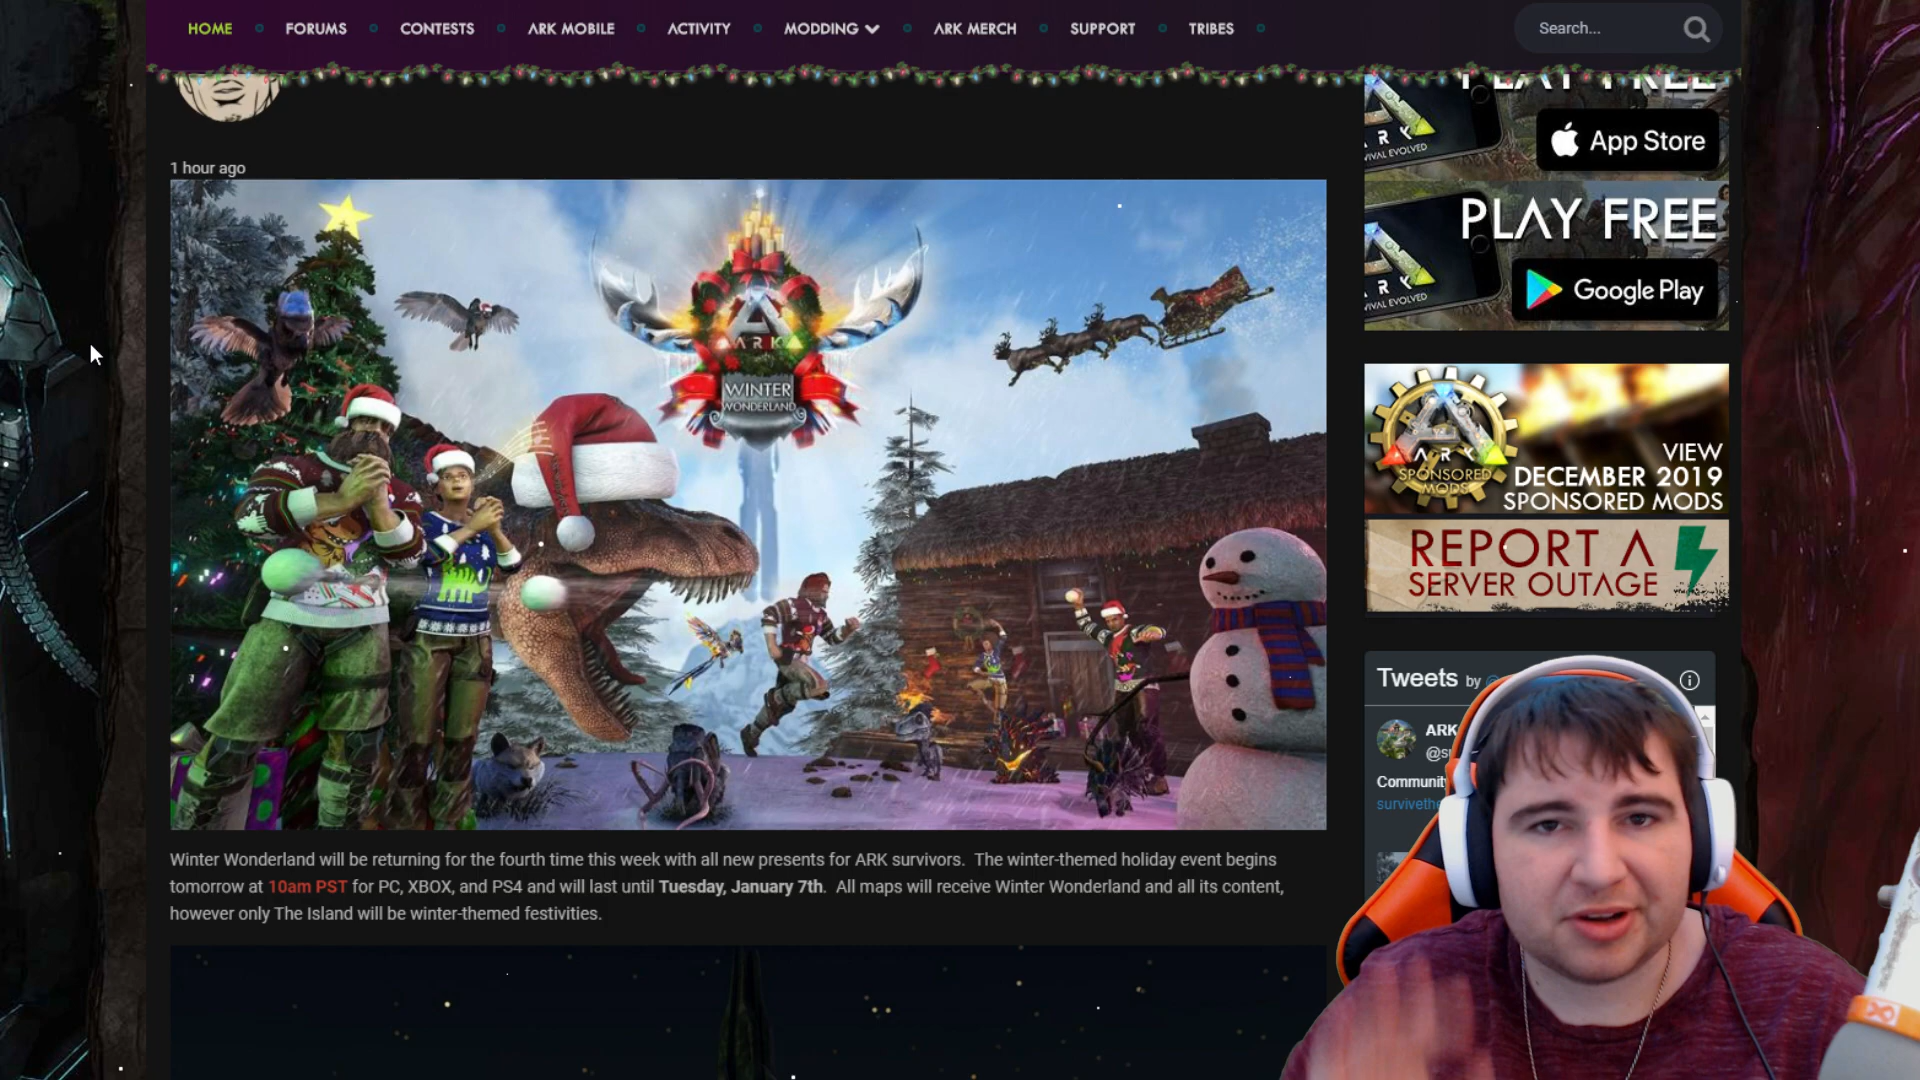 HOME
FORUMS
CONTESTS
ARK MOBILE
ACTIVITY
MODDING
ARK MERCH
SUPPORT
TRIBES
Search...
1 hour ago
ARK
WINTER
WONDERLAND
Winter Wonderland will be returning for the fourth time this week with all new presents for ARK survivors. The winter-themed holiday event begins
tomorrow at 10am PST for PC, XBOX, and PS4 and will last until Tuesday, January 7th. All maps will receive Winter Wonderland and all its content,
however only The Island will be winter-themed festivities.
PLAY FREE
App Store
PLAY FREE
Google Play
ARK
SPONSORED
MODS
VIEW
DECEMBER 2019
SPONSORED MODS
REPORT A
SERVER OUTAGE
Tweets by
ARK